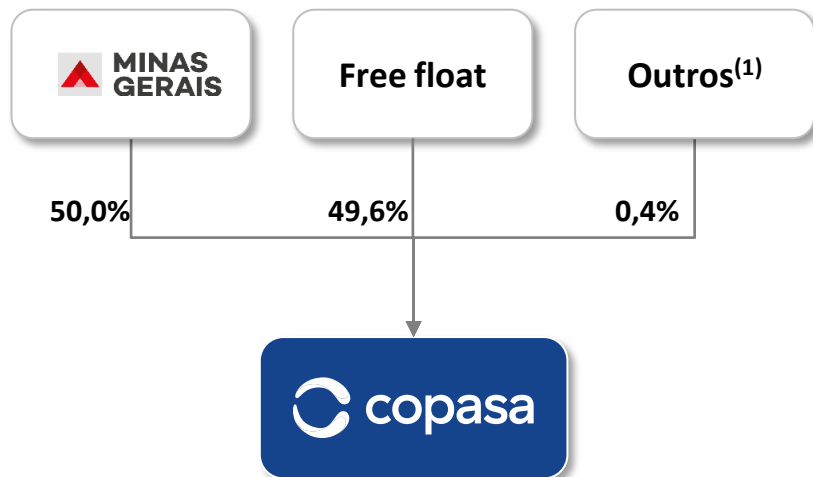 MINAS
GERAIS
Free float
Outros(1)
50,0%
49,6%
0,4%
copasa